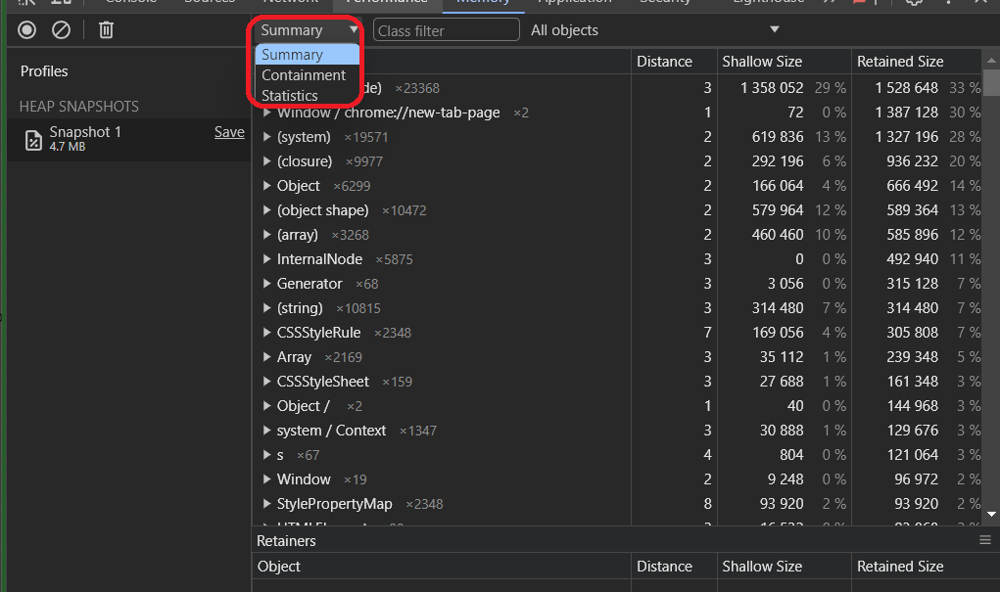 Console Sources Network Performance Memory Application Security Lighthouse
Summary Class filter All objects
Summary
Containment
Statistics
Distance Shallow Size Retained Size
Profiles
HEAP SNAPSHOTS
Snapshot 1 Save
4.7 MB
×23368 3 1 358 052 29 % 1 528 648 33 %
Window / chrome://new-tab-page ×2 1 72 0 % 1 387 128 30 %
(system) ×19571 2 619 836 13 % 1 327 196 28 %
(closure) ×9977 2 292 196 6 % 936 232 20 %
Object ×6299 2 166 064 4 % 666 492 14 %
(object shape) ×10472 2 579 964 12 % 589 364 13 %
(array) ×3268 2 460 460 10 % 585 896 12 %
InternalNode ×5875 3 0 0 % 492 940 11 %
Generator ×68 3 3 056 0 % 315 128 7 %
(string) ×10815 3 314 480 7 % 314 480 7 %
CSSStyleRule ×2348 7 169 056 4 % 305 808 7 %
Array ×2169 3 35 112 1 % 239 348 5 %
CSSStyleSheet ×159 3 27 688 1 % 161 348 3 %
Object / ×2 1 40 0 % 144 968 3 %
system / Context ×1347 3 30 888 1 % 129 676 3 %
s ×67 4 804 0 % 121 064 3 %
Window ×19 2 9 248 0 % 96 972 2 %
StylePropertyMap ×2348 8 93 920 2 % 93 920 2 %
Retainers
Object Distance Shallow Size Retained Size